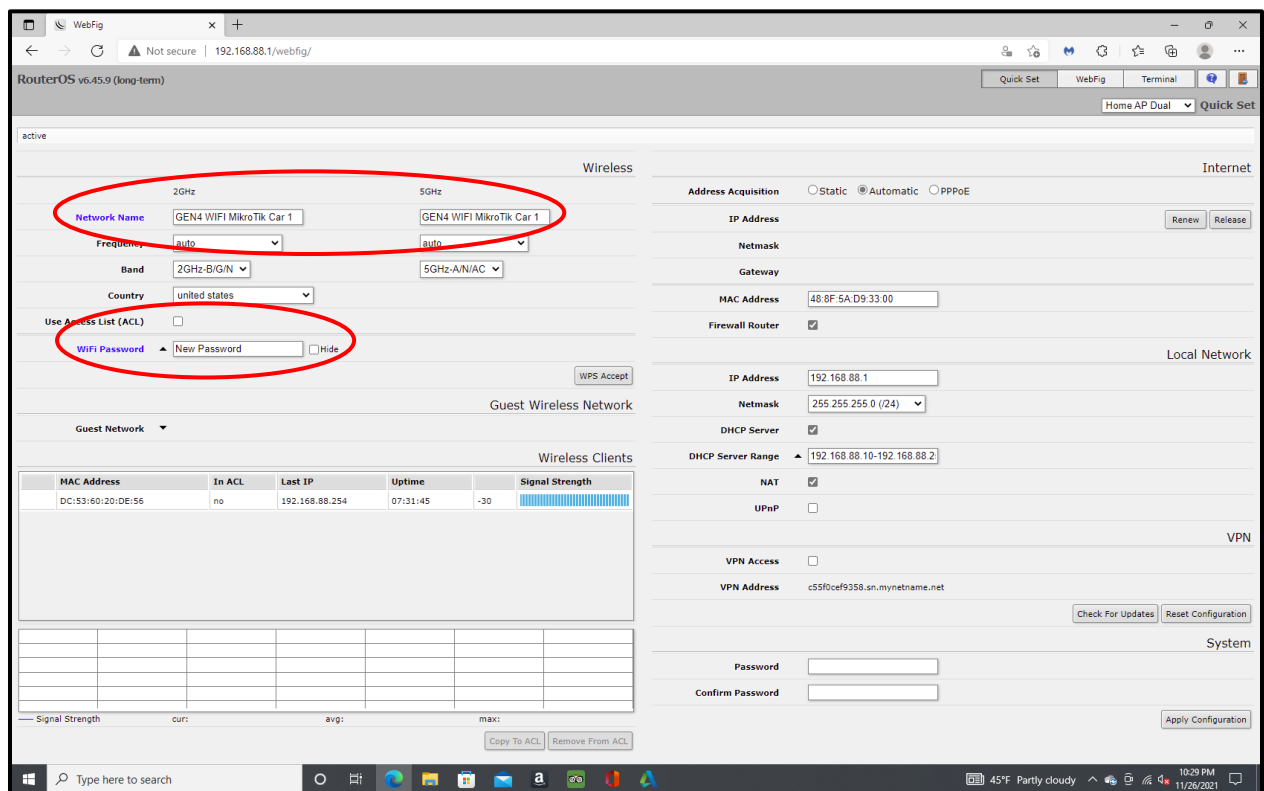 WebFig
Not secure | 192.168.88.1/webfig/
RouterOS v6.45.9 (long-term)
Quick Set WebFig Terminal
Home AP Dual Quick Set
active
Wireless
2GHz 5GHz
Network Name GEN4 WIFI MikroTik Car 1 GEN4 WIFI MikroTik Car 1
Frequency auto auto
Band 2GHz-B/G/N 5GHz-A/N/AC
Country united states
Use Access List (ACL)
WiFi Password New Password Hide
WPS Accept
Guest Wireless Network
Guest Network
Wireless Clients
MAC Address In ACL Last IP Uptime Signal Strength
DC:53:60:20:DE:56 no 192.168.88.254 07:31:45 -30
Signal Strength cur: avg: max:
Copy To ACL Remove From ACL
Internet
Address Acquisition Static Automatic PPPoE
IP Address Renew Release
Netmask
Gateway
MAC Address 48:8F:5A:D9:33:00
Firewall Router
Local Network
IP Address 192.168.88.1
Netmask 255.255.255.0 (/24)
DHCP Server
DHCP Server Range 192.168.88.10-192.168.88.2
NAT
UPnP
VPN
VPN Access
VPN Address c55f0cef9358.sn.mynetname.net
Check For Updates Reset Configuration
System
Password
Confirm Password
Apply Configuration
Type here to search
45°F Partly cloudy
10:29 PM
11/26/2021